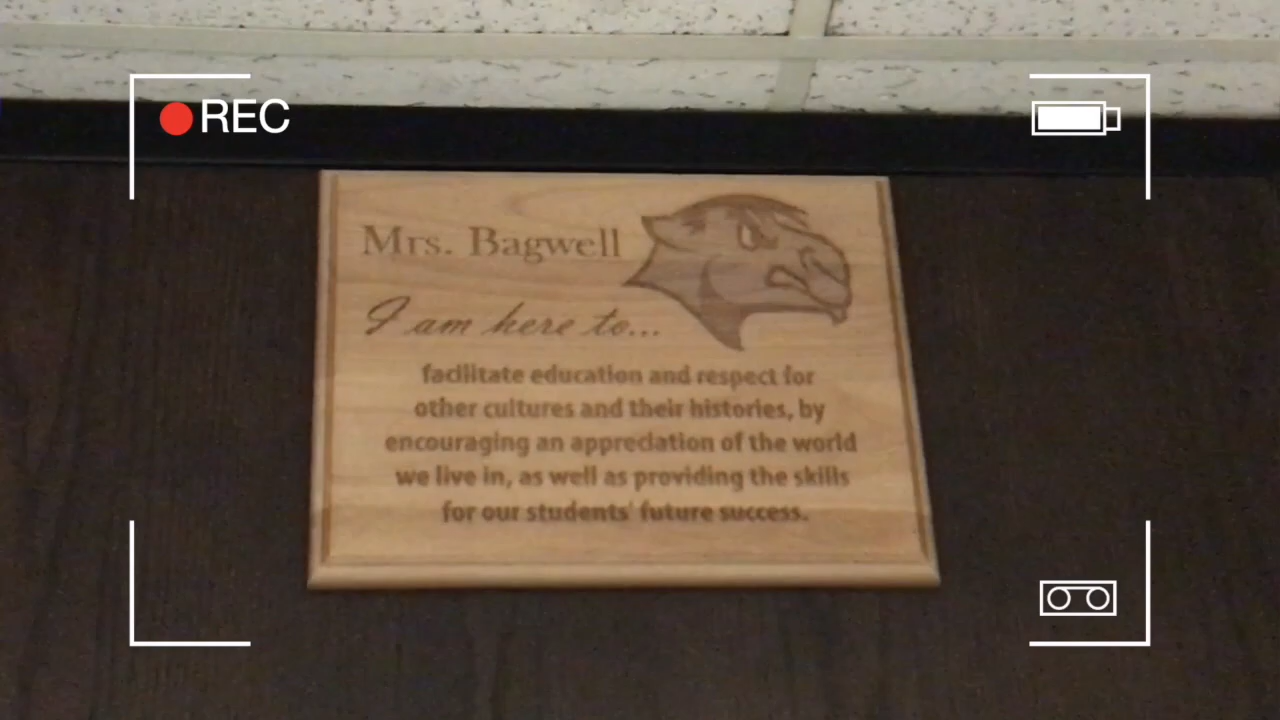 REC
Mrs. Bagwell
I am here to...
facilitate education and respect for
other cultures and their histories, by
encouraging an appreciation of the world
we live in, as well as providing the skills
for our students' future success.